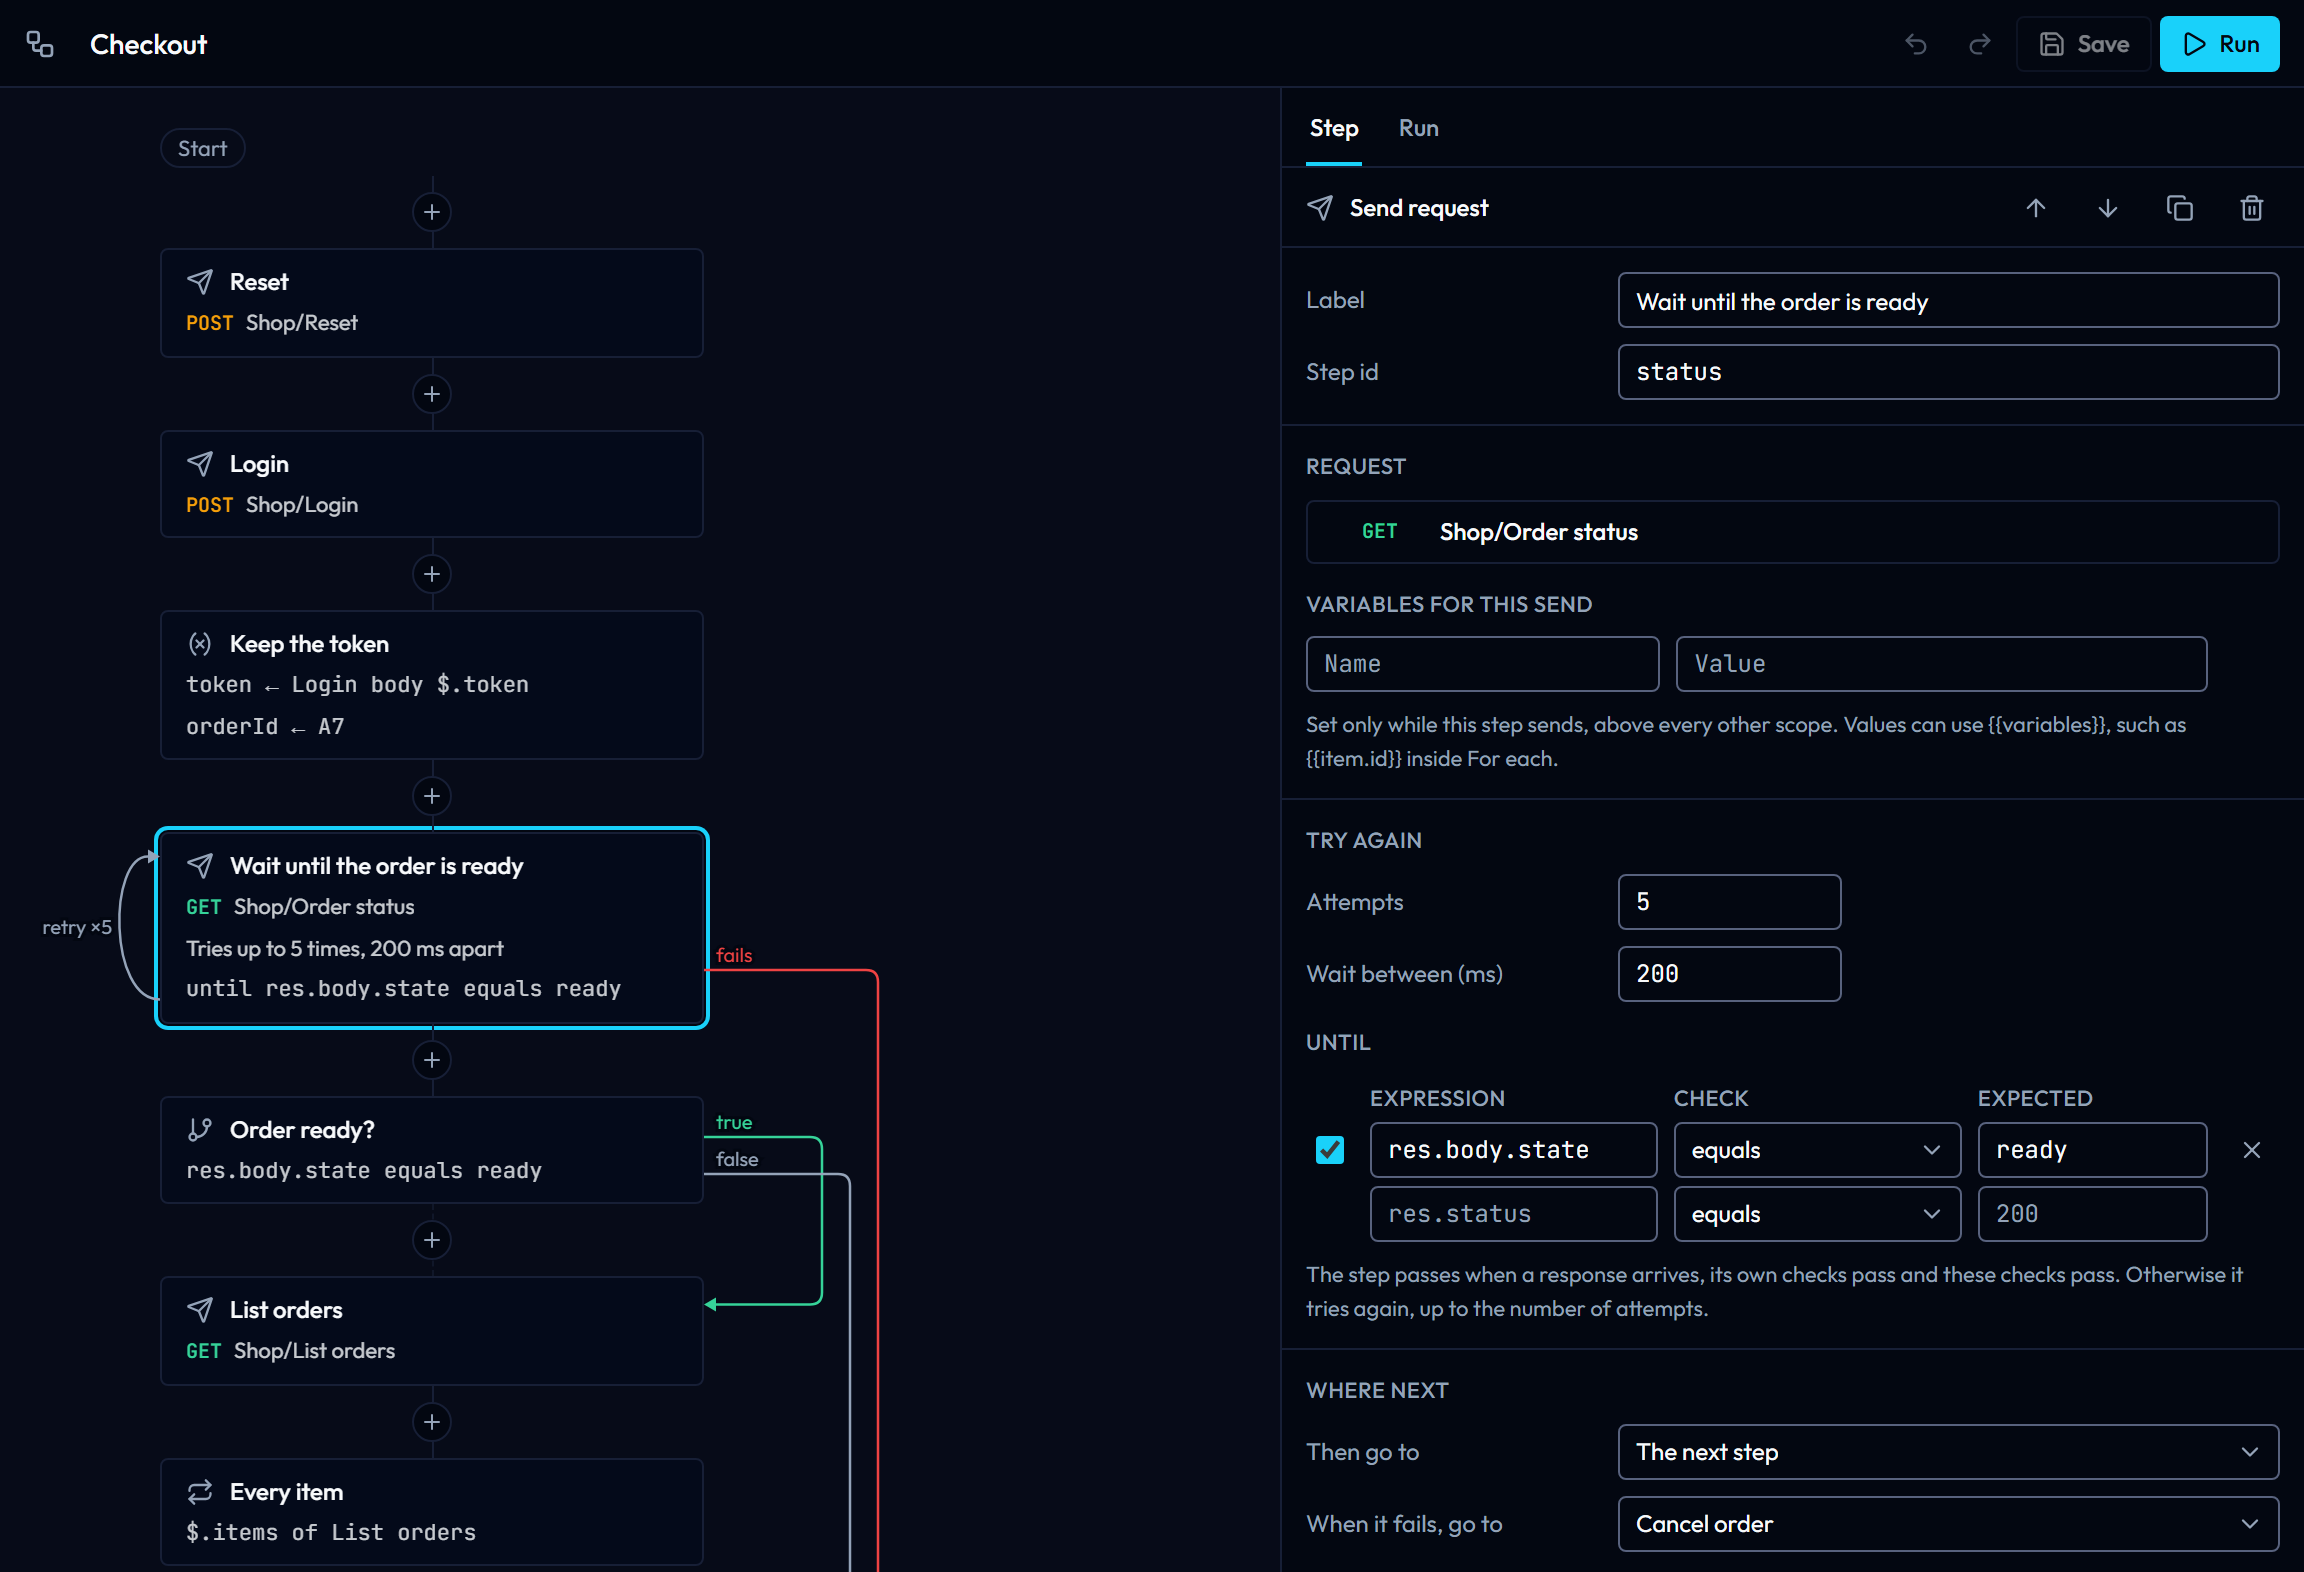 Checkout
Save
Run
Start
Reset
POST Shop/Reset
Login
POST Shop/Login
Keep the token
token ← Login body $.token
orderId ← A7
Wait until the order is ready
GET Shop/Order status
Tries up to 5 times, 200 ms apart
until res.body.state equals ready
retry ×5
fails
Order ready?
res.body.state equals ready
true
false
List orders
GET Shop/List orders
Every item
$.items of List orders
Step Run
Send request
Label Wait until the order is ready
Step id status
REQUEST
GET Shop/Order status
VARIABLES FOR THIS SEND
Name Value
Set only while this step sends, above every other scope. Values can use {{variables}}, such as
{{item.id}} inside For each.
TRY AGAIN
Attempts 5
Wait between (ms) 200
UNTIL
EXPRESSION CHECK EXPECTED
res.body.state equals ready
res.status equals 200
The step passes when a response arrives, its own checks pass and these checks pass. Otherwise it
tries again, up to the number of attempts.
WHERE NEXT
Then go to The next step
When it fails, go to Cancel order